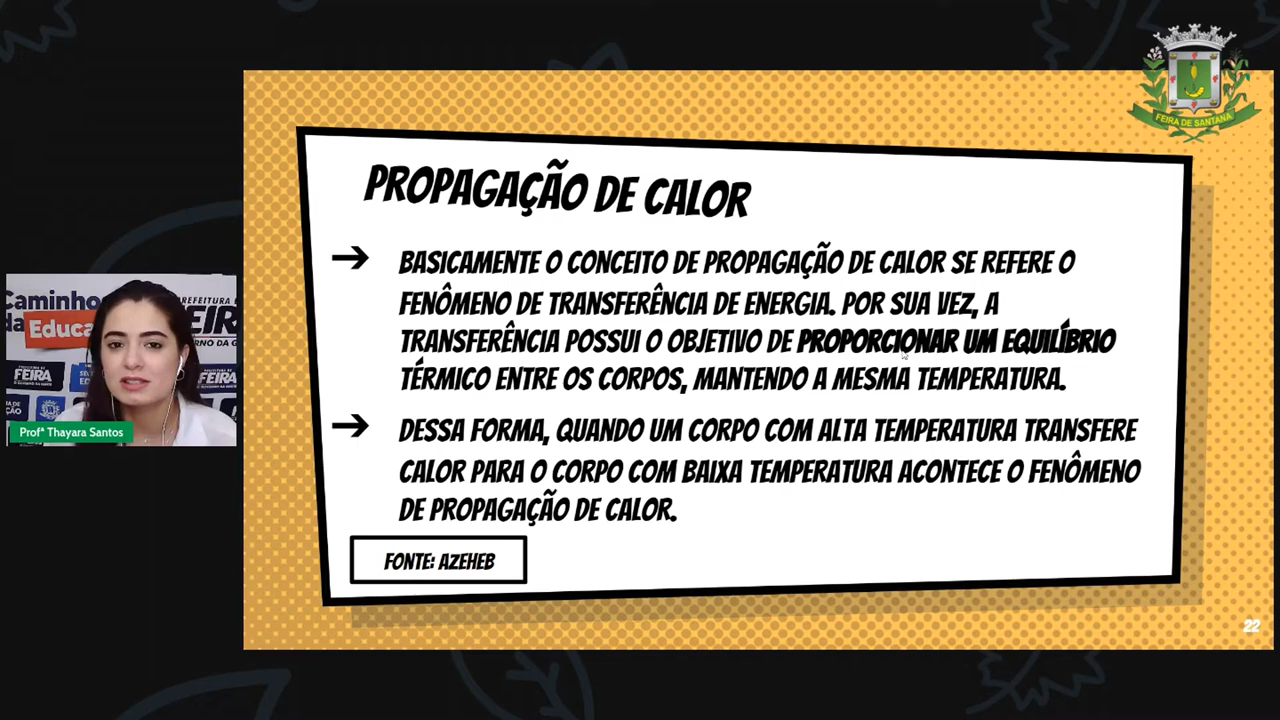 FEIRA DE SANTANA
PROPAGAÇÃO DE CALOR
➔ BASICAMENTE O CONCEITO DE PROPAGAÇÃO DE CALOR SE REFERE O
FENÔMENO DE TRANSFERÊNCIA DE ENERGIA. POR SUA VEZ, A
TRANSFERÊNCIA POSSUI O OBJETIVO DE PROPORCIONAR UM EQUILÍBRIO
TÉRMICO ENTRE OS CORPOS, MANTENDO A MESMA TEMPERATURA.
➔ DESSA FORMA, QUANDO UM CORPO COM ALTA TEMPERATURA TRANSFERE
CALOR PARA O CORPO COM BAIXA TEMPERATURA ACONTECE O FENÔMENO
DE PROPAGAÇÃO DE CALOR.
FONTE: AZEHEB
22
Caminho
da Educa
PREFEITURA
EIR
FEIRA
FEIRA
Profª Thayara Santos